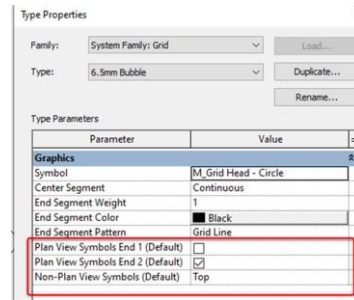 Type Properties
Family: System Family: Grid Load...
Type: 6.5mm Bubble Duplicate...
Rename...
Type Parameters
Parameter Value =
Graphics
Symbol M_Grid Head - Circle
Center Segment Continuous
End Segment Weight 1
End Segment Color Black
End Segment Pattern Grid Line
Plan View Symbols End 1 (Default)
Plan View Symbols End 2 (Default)
Non-Plan View Symbols (Default) Top